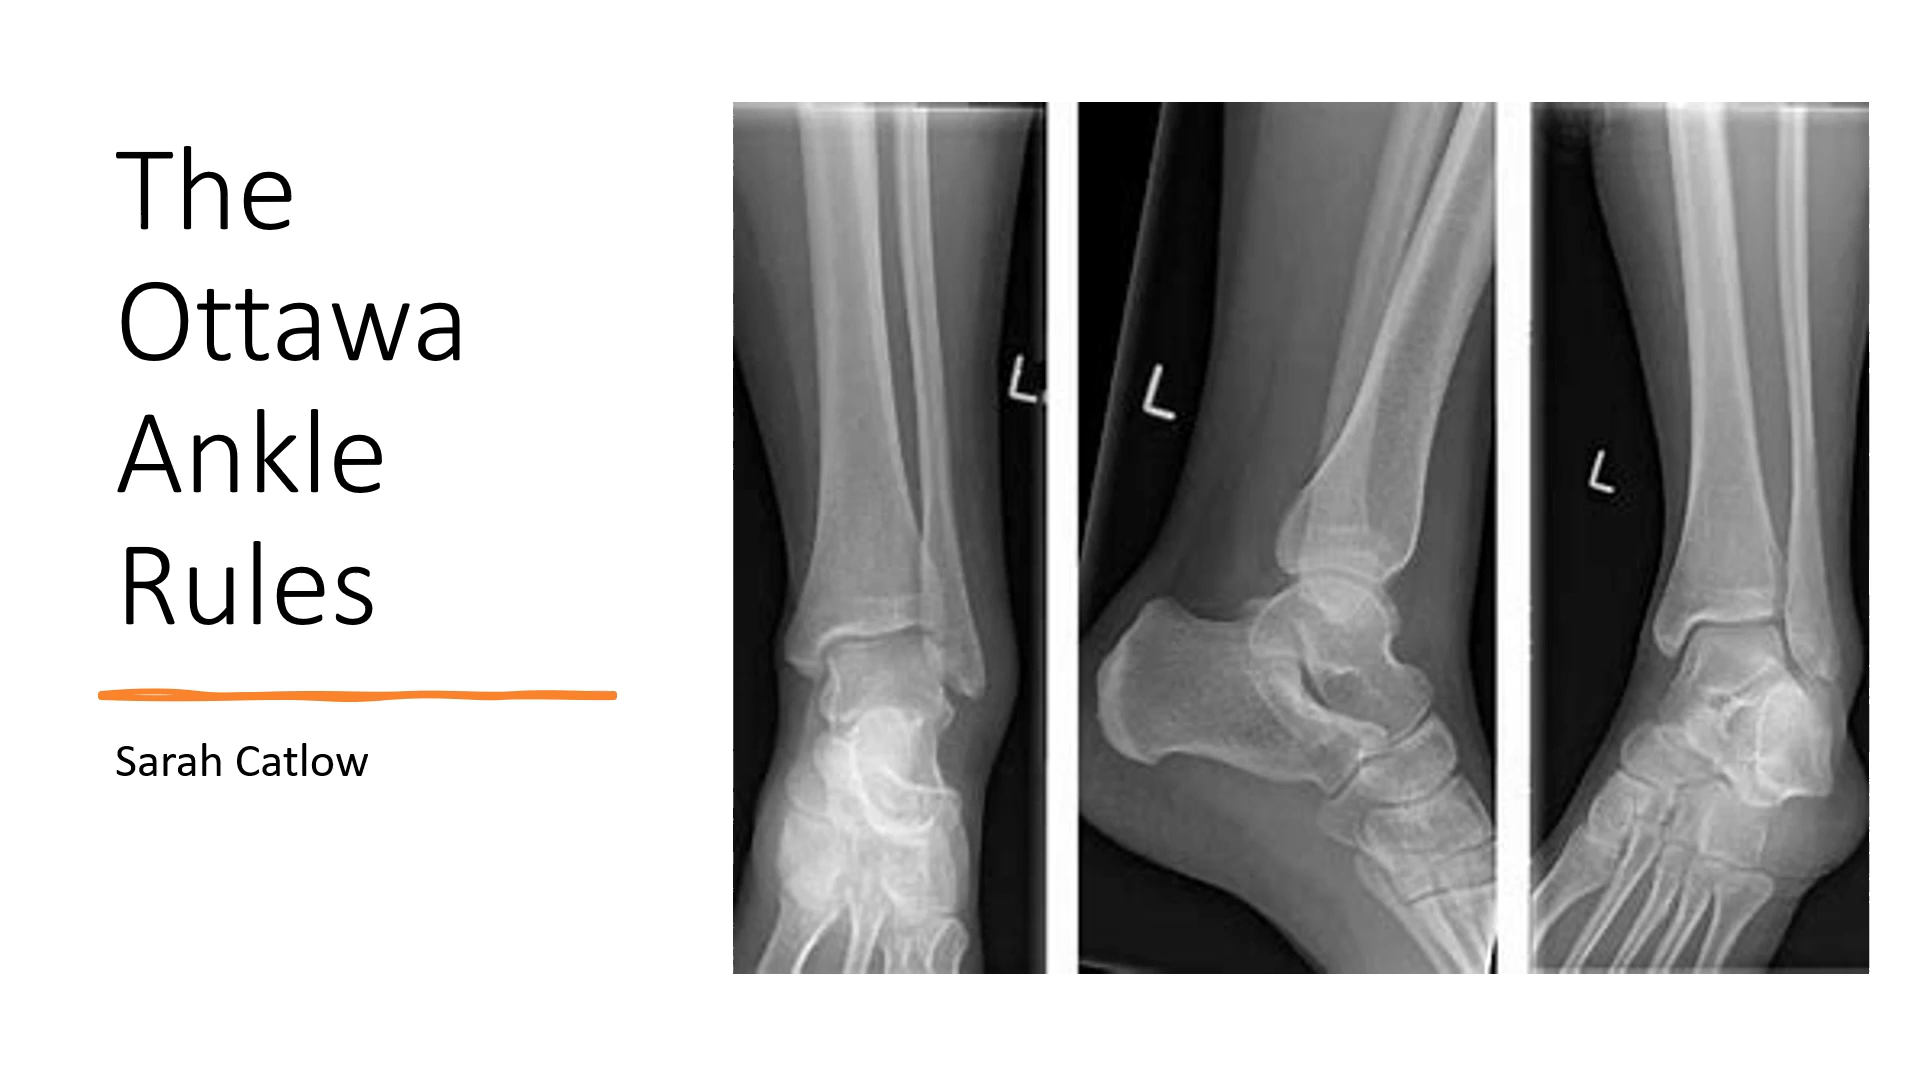 The
Ottawa
Ankle
Rules
Sarah Catlow
L
L
L